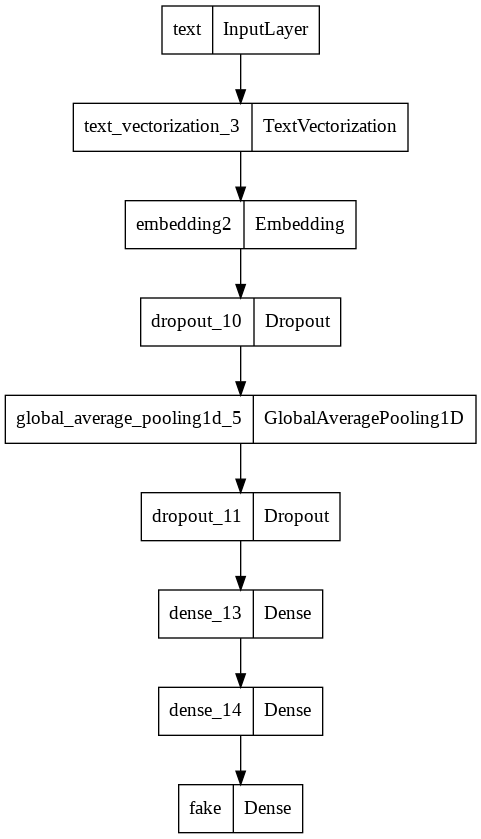 text InputLayer
text_vectorization_3 TextVectorization
embedding2 Embedding
dropout_10 Dropout
global_average_pooling1d_5 GlobalAveragePooling1D
dropout_11 Dropout
dense_13 Dense
dense_14 Dense
fake Dense